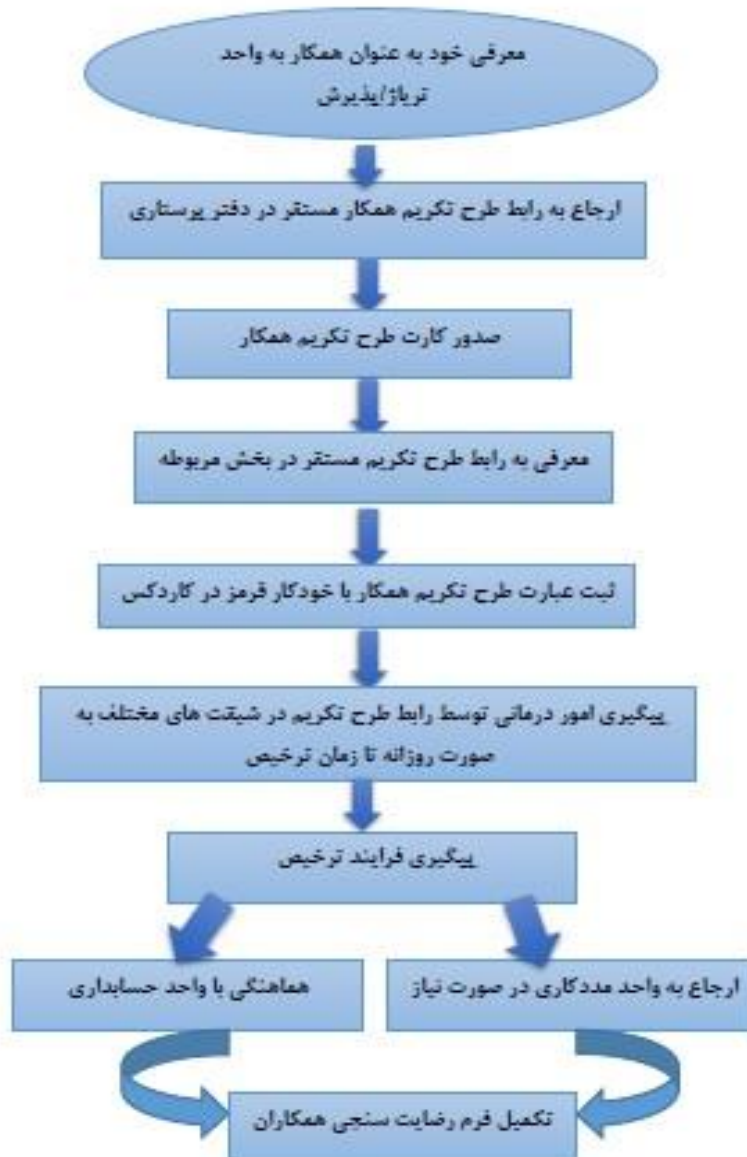 معرفی خود به عنوان همکار به واحد
تریاژ/پذیرش
ارجاع به رابط طرح تکریم همکار مستقر در دفتر پرستاری
صدور کارت طرح تکریم همکار
معرفی به رابط طرح تکریم مستقر در بخش مربوطه
ثبت عبارت طرح تکریم همکار با خودکار قرمز در کاردکس
پیگیری امور درمانی توسط رابط طرح تکریم در شیفت های مختلف به
صورت روزانه تا زمان ترخیص
پیگیری فرایند ترخیص
ارجاع به واحد مددکاری در صورت نیاز
هماهنگی با واحد حسابداری
تکمیل فرم رضایت سنجی همکاران